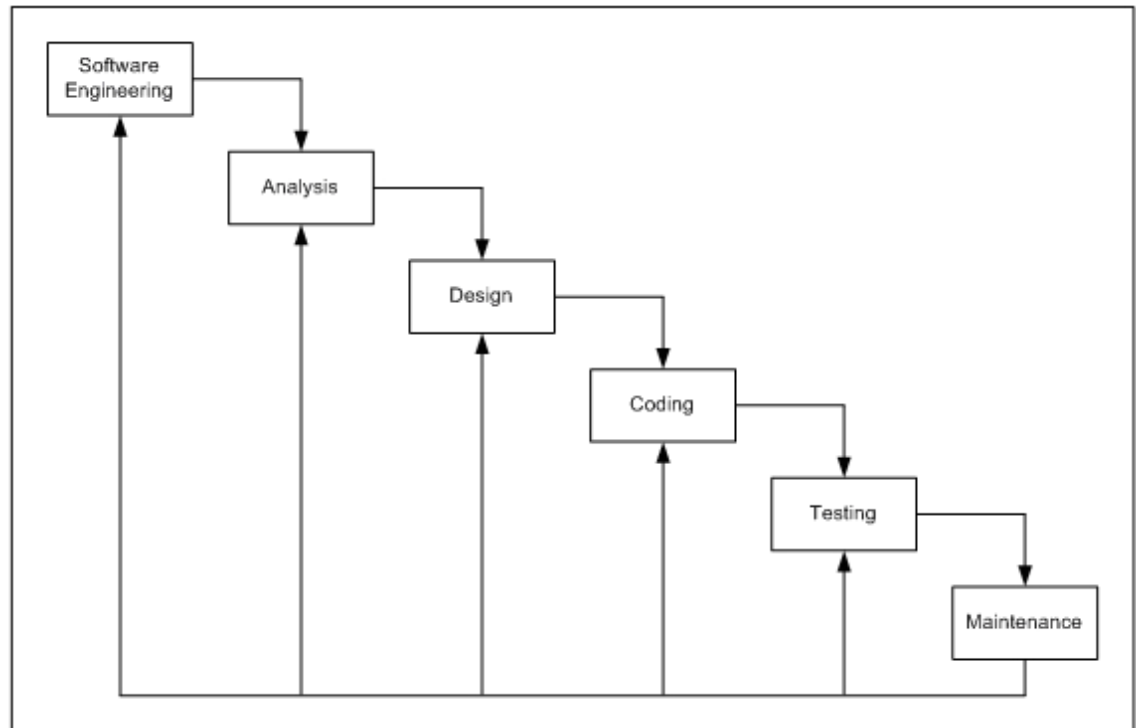 Software
Engineering
Analysis
Design
Coding
Testing
Maintenance